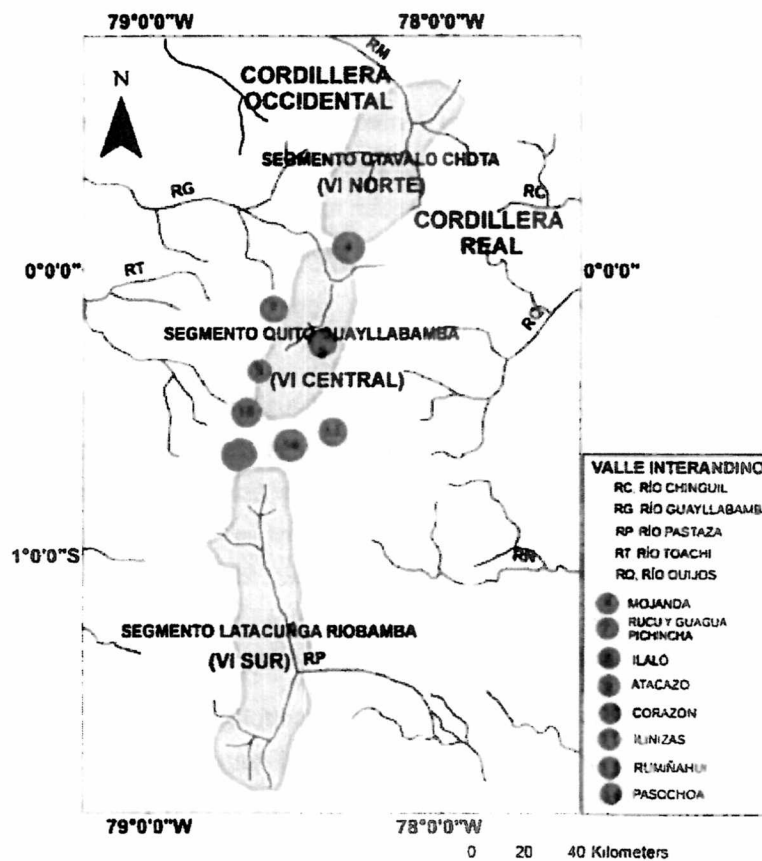 79°0'0"W 78°0'0"W
RM
N
CORDILLERA
OCCIDENTAL
SEGMENTO OTAVALO CHOTA
(VI NORTE)
RG
RC
CORDILLERA
REAL
0°0'0" 0°0'0"
RT
RQ
SEGMENTO QUITO GUAYLLABAMBA
(VI CENTRAL)
1°0'0"S
SEGMENTO LATACUNGA RIOBAMBA
(VI SUR)
RP
VALLE INTERANDINO
RC, RÍO CHINGUIL
RG RÍO GUAYLLABAMBA
RP RÍO PASTAZA
RT RÍO TOACHI
RQ, RÍO QUIJOS
MOJANDA
RUCU Y GUAGUA
PICHINCHA
ILALÓ
ATACAZO
CORAZON
ILINIZAS
RUMIÑAHUI
PASOCHOA
79°0'0"W 78°0'0"W
0 20 40 Kilometers